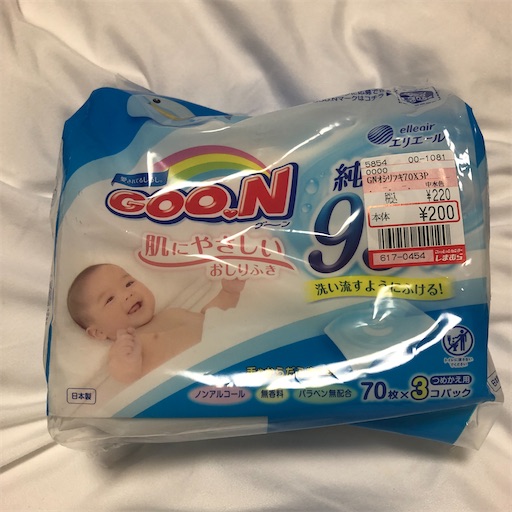 elleair
エリエール
GOO.N
グ〜ン
純
5854 00-1081
0000
GNオシリフキ70X3P
中水色
税込 ¥220
本体 ¥200
617-0454
しまむら
肌にやさしい
おしりふき
洗い流すようにふける!
日本製
ノンアルコール 無香料 パラベン無配合
70枚×3コパック
つめかえ用